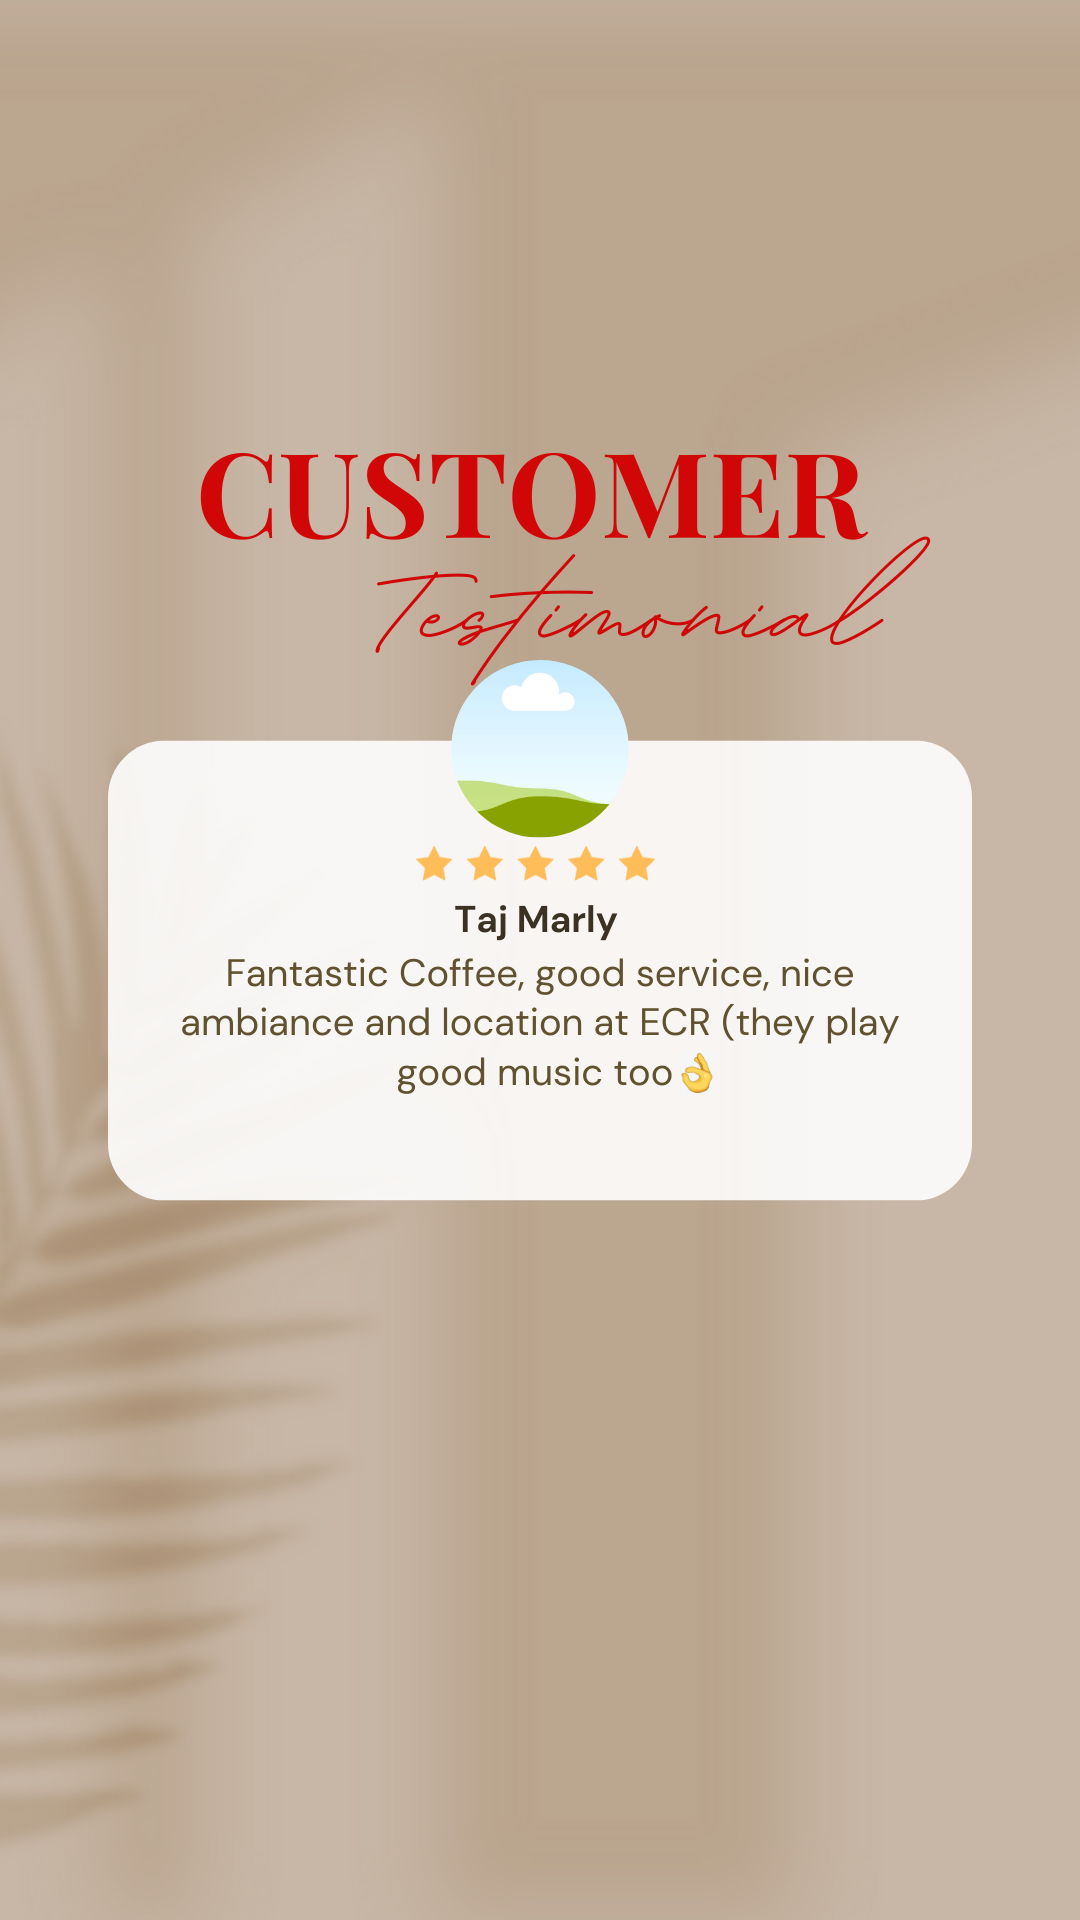 CUSTOMER
Testimonial
Taj Marly
Fantastic Coffee, good service, nice
ambiance and location at ECR (they play
good music too👌